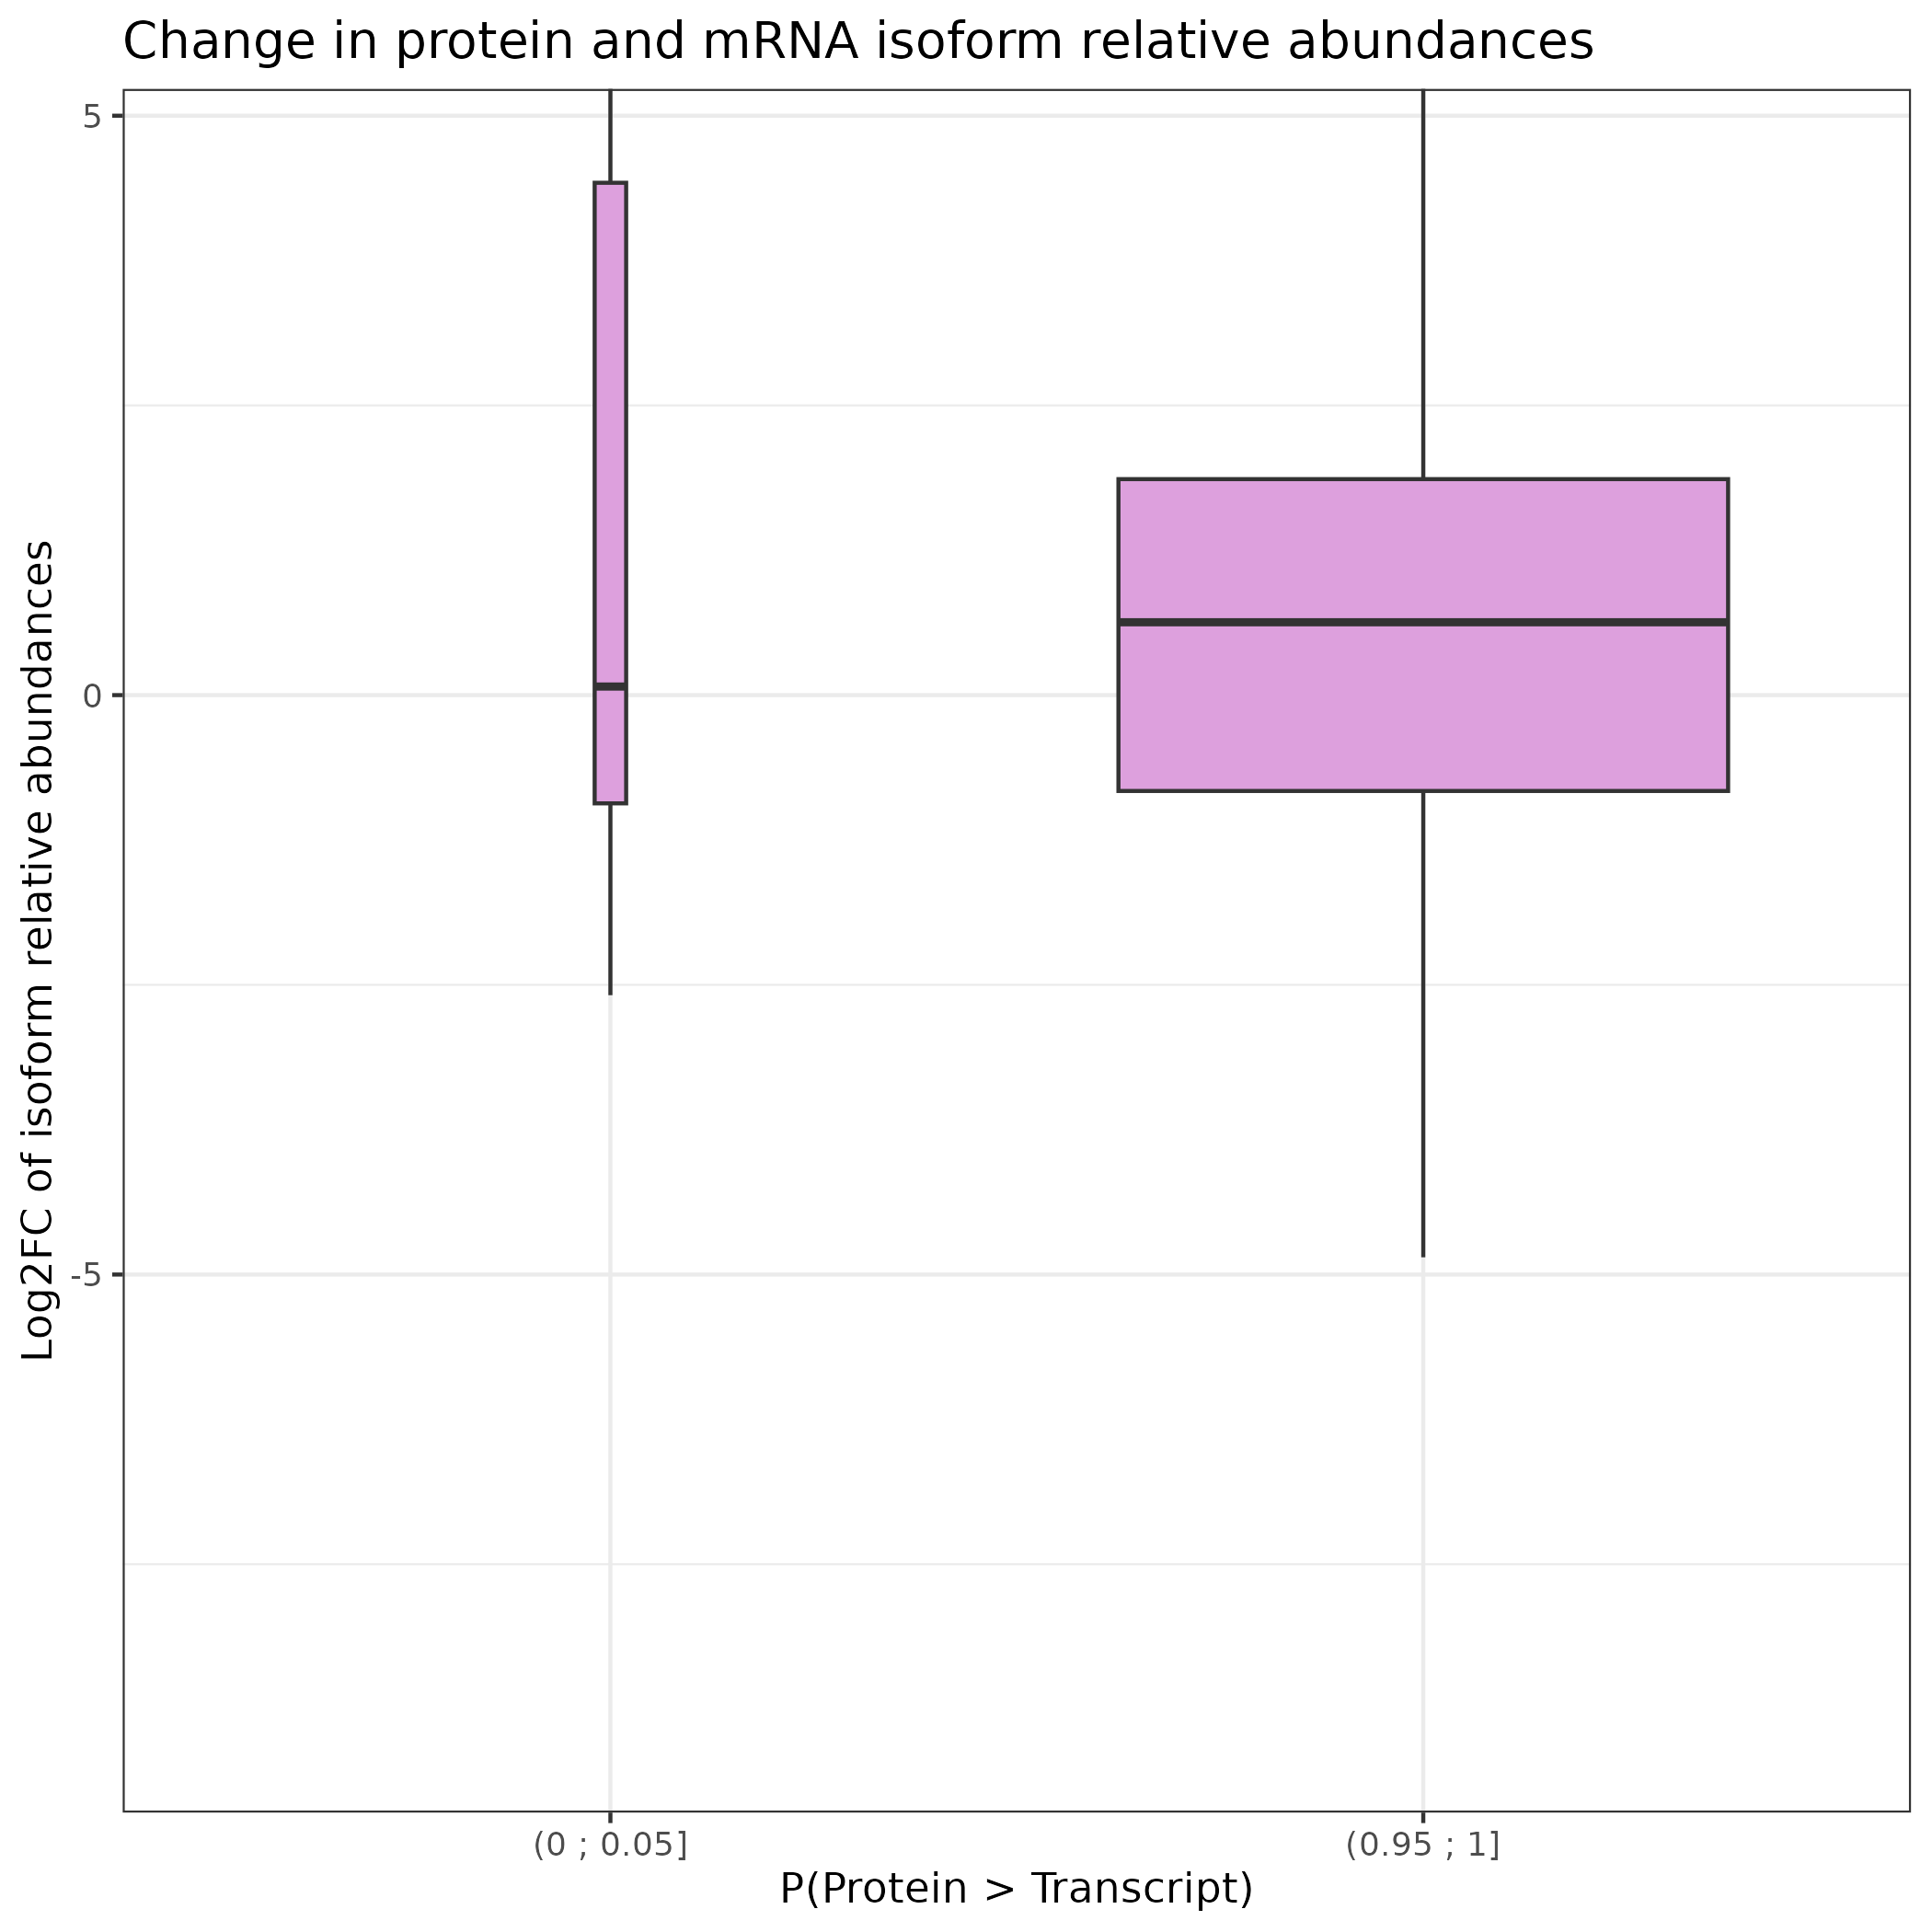 Change in protein and mRNA isoform relative abundances
Log2FC of isoform relative abundances
5
0
-5
(0 ; 0.05]
(0.95 ; 1]
P(Protein > Transcript)